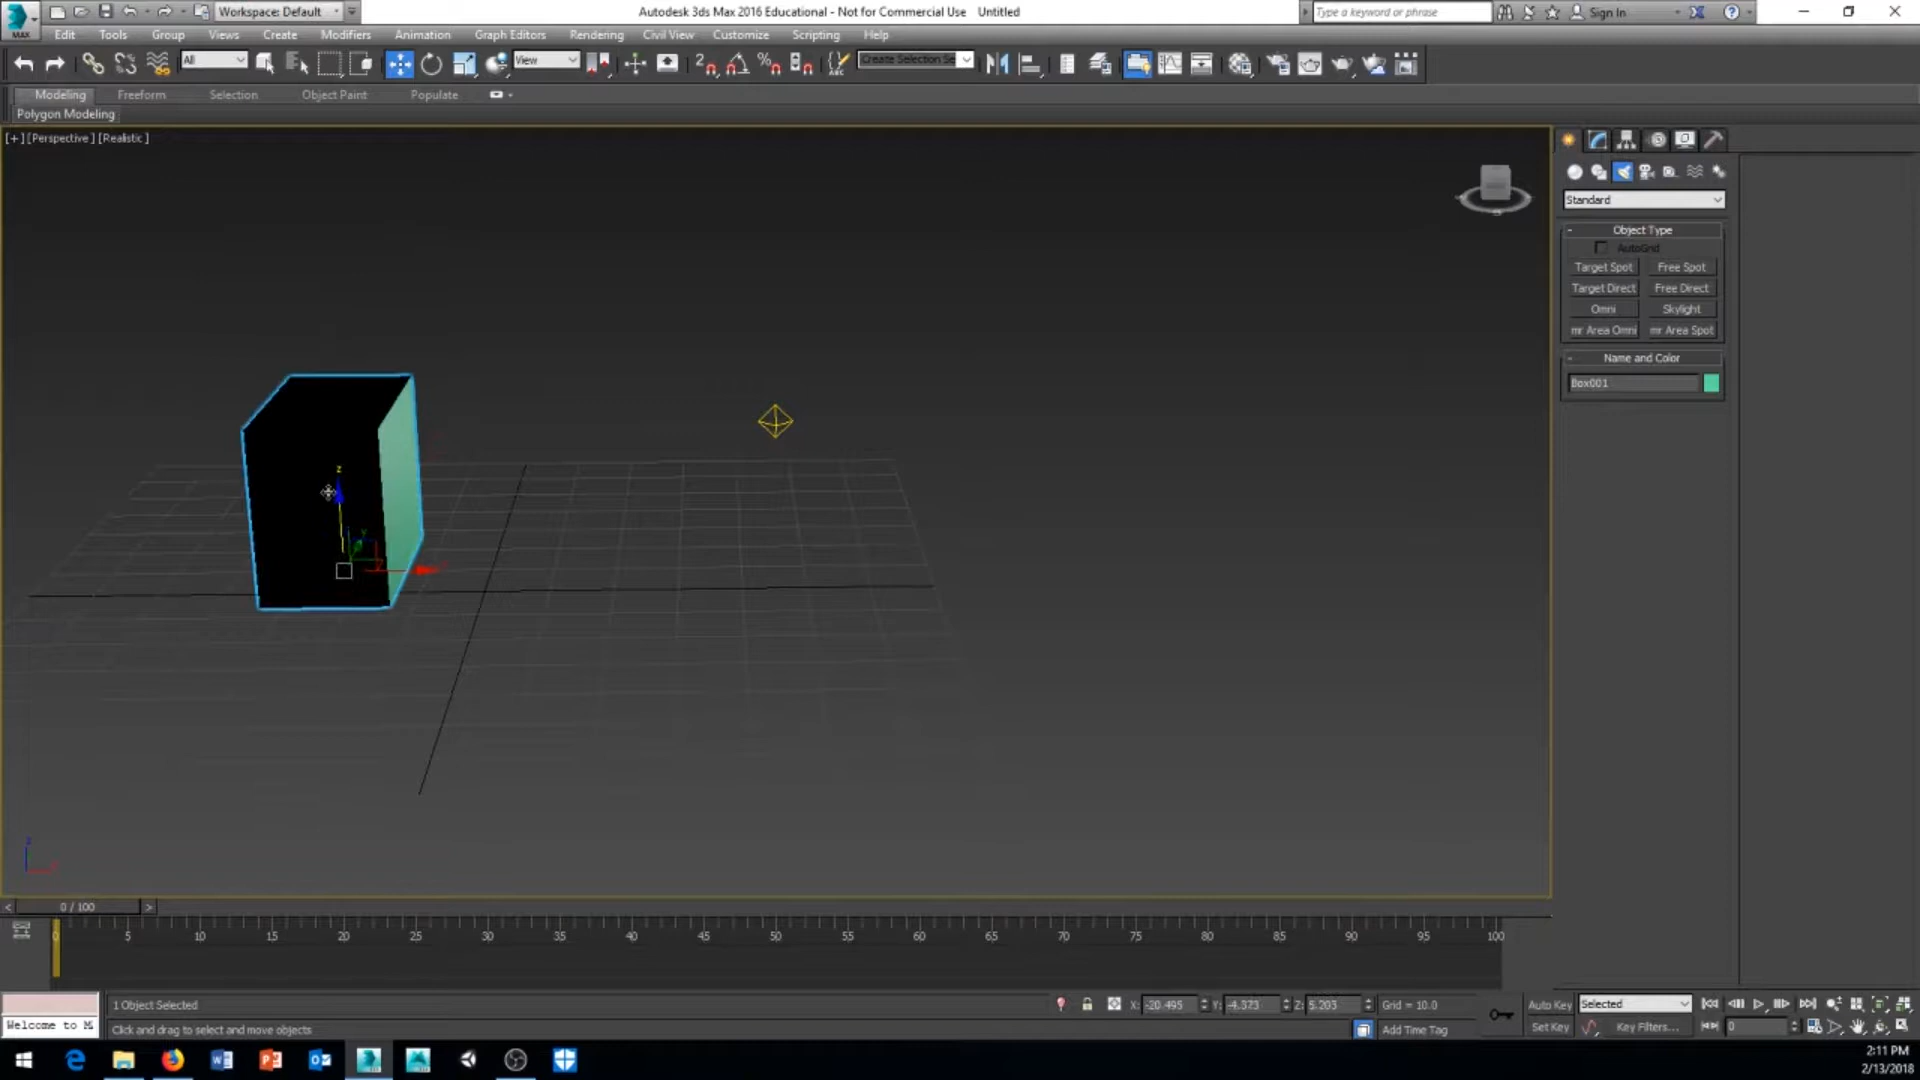 Workspace: Default
Autodesk 3ds Max 2016 Educational - Not for Commercial Use Untitled
Type a keyword or phrase
Sign In
MAX
Edit Tools Group Views Create Modifiers Animation Graph Editors Rendering Civil View Customize Scripting Help
All
View
Create Selection Se
Modeling Freeform Selection Object Paint Populate
Polygon Modeling
[+] [Perspective ] [Realistic ]
Standard
Object Type
AutoGrid
Target Spot Free Spot
Target Direct Free Direct
Omni Skylight
mr Area Omni mr Area Spot
Name and Color
Box001
z
0 / 100
0 5 10 15 20 25 30 35 40 45 50 55 60 65 70 75 80 85 90 95 100
1 Object Selected
X: -20.495 Y: -4.373 Z: 5.203 Grid = 10.0
Auto Key Selected
Welcome to M
Click and drag to select and move objects
Add Time Tag
Set Key Key Filters... 0
2:11 PM
2/13/2018